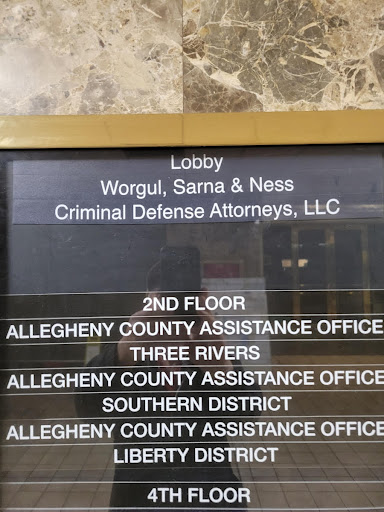 Lobby
Worgul, Sarna & Ness
Criminal Defense Attorneys, LLC
2ND FLOOR
ALLEGHENY COUNTY ASSISTANCE OFFICE
THREE RIVERS
ALLEGHENY COUNTY ASSISTANCE OFFICE
SOUTHERN DISTRICT
ALLEGHENY COUNTY ASSISTANCE OFFICE
LIBERTY DISTRICT
4TH FLOOR